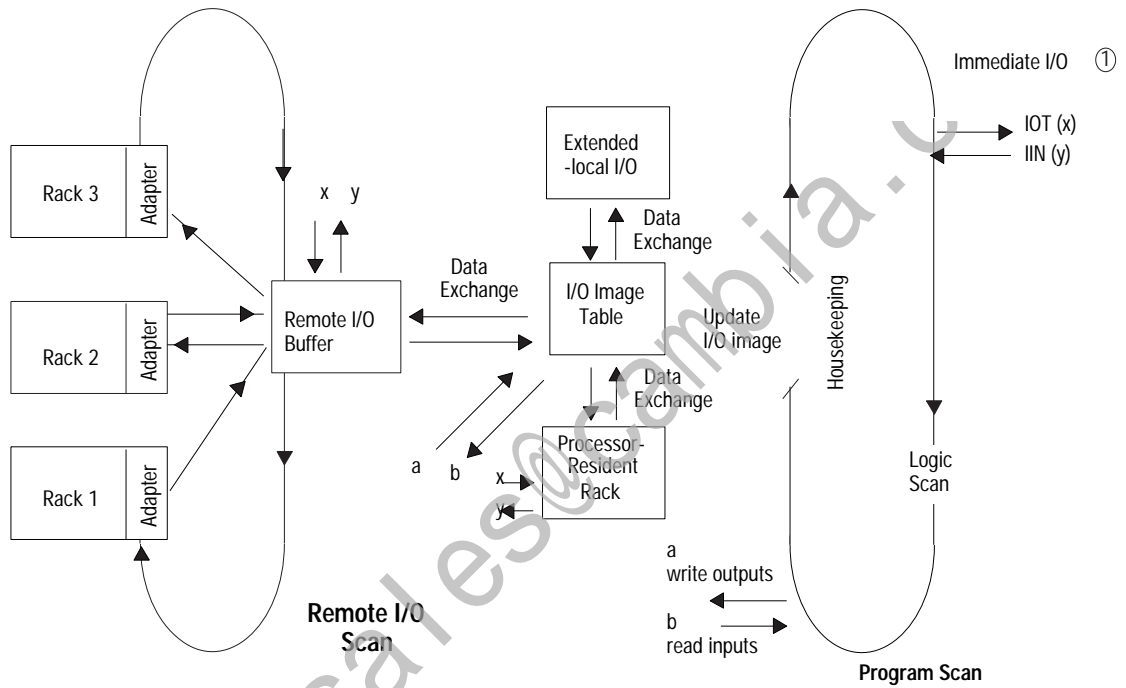 Immediate I/O ①
IOT (x)
IIN (y)
Extended
-local I/O
Rack 3
Adapter
x y
Data
Exchange
Data
Exchange
I/O Image
Table
Remote I/O
Buffer
Update
I/O image
Housekeeping
Rack 2
Adapter
Data
Exchange
Processor-
Resident
Rack
a b
x
y
Logic
Scan
Rack 1
Adapter
a
write outputs
b
read inputs
Remote I/O
Scan
Program Scan
sales@cambia.c